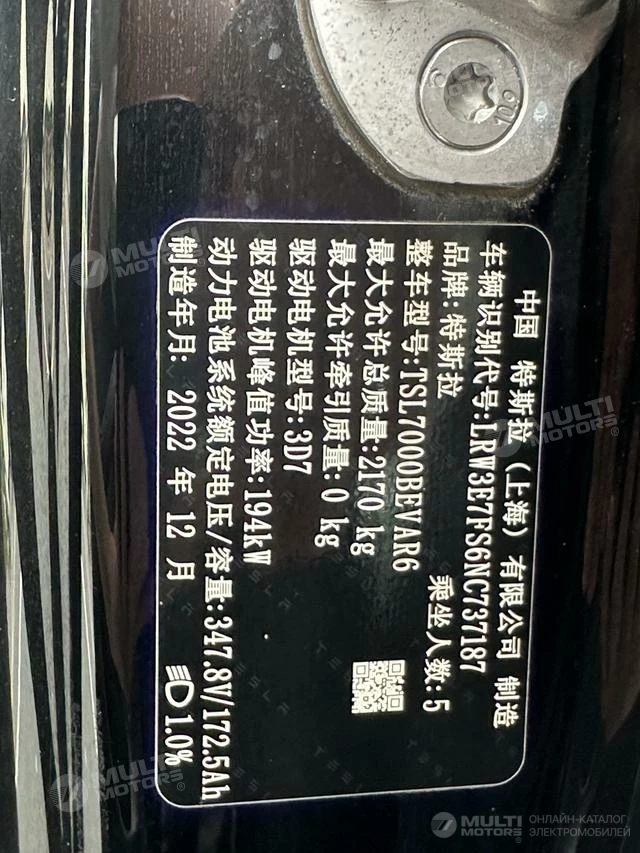 中国 特斯拉（上海）有限公司 制造
车辆识别代号:LRW3E7FS6NC737187
品牌:特斯拉 乘坐人数:5
整车型号:TSL7000BEVAR6
最大允许总质量:2170 kg
最大允许牵引质量: 0 kg
驱动电机型号:3D7
驱动电机峰值功率:194kW
动力电池系统额定电压/容量:347.8V/172.5Ah
制造年月: 2022 年 12 月 1.0%
10.9
MULTI MOTORS
MULTI MOTORS
MULTI MOTORS
MULTI MOTORS
MULTI MOTORS
ОНЛАЙН-КАТАЛОГ
ЭЛЕКТРОМОБИЛЕЙ